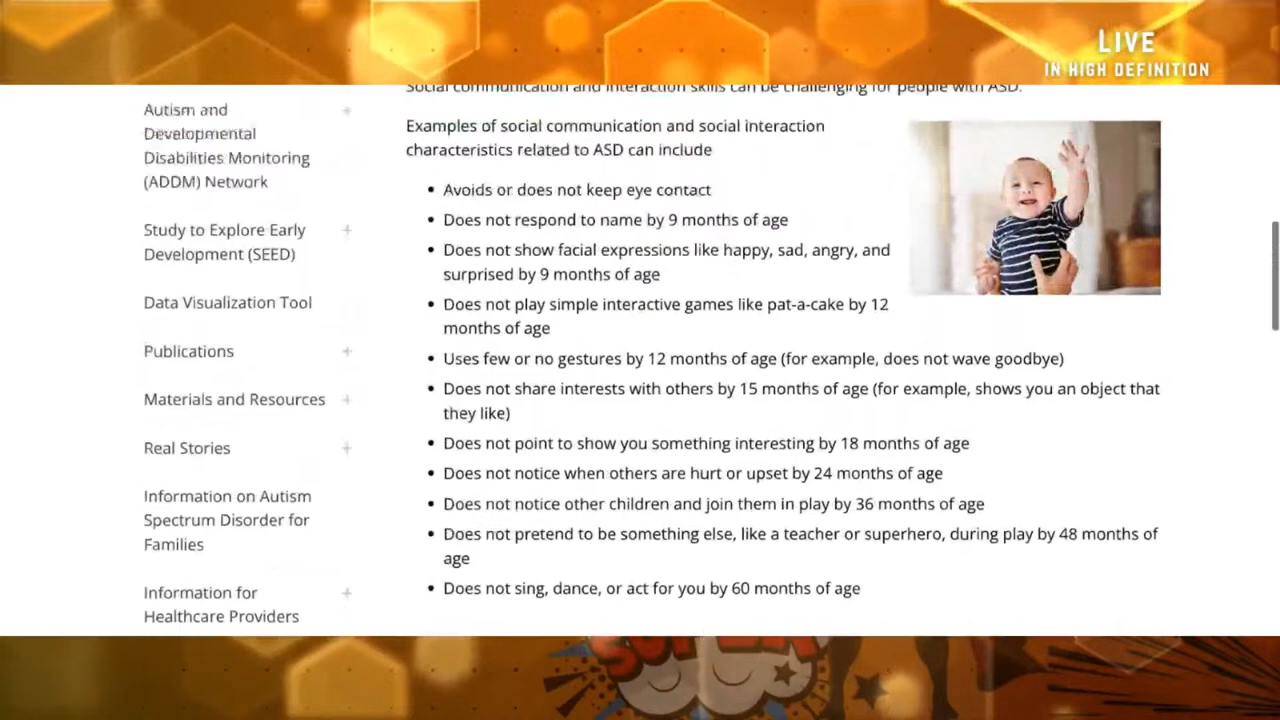 LIVE
IN HIGH DEFINITION
Social communication and interaction skills can be challenging for people with ASD.
Autism and
Developmental
Disabilities Monitoring
(ADDM) Network
Study to Explore Early
Development (SEED)
Data Visualization Tool
Publications
Materials and Resources
Real Stories
Information on Autism
Spectrum Disorder for
Families
Information for
Healthcare Providers
Examples of social communication and social interaction
characteristics related to ASD can include
• Avoids or does not keep eye contact
• Does not respond to name by 9 months of age
• Does not show facial expressions like happy, sad, angry, and
surprised by 9 months of age
• Does not play simple interactive games like pat-a-cake by 12
months of age
• Uses few or no gestures by 12 months of age (for example, does not wave goodbye)
• Does not share interests with others by 15 months of age (for example, shows you an object that
they like)
• Does not point to show you something interesting by 18 months of age
• Does not notice when others are hurt or upset by 24 months of age
• Does not notice other children and join them in play by 36 months of age
• Does not pretend to be something else, like a teacher or superhero, during play by 48 months of
age
• Does not sing, dance, or act for you by 60 months of age
SUPER